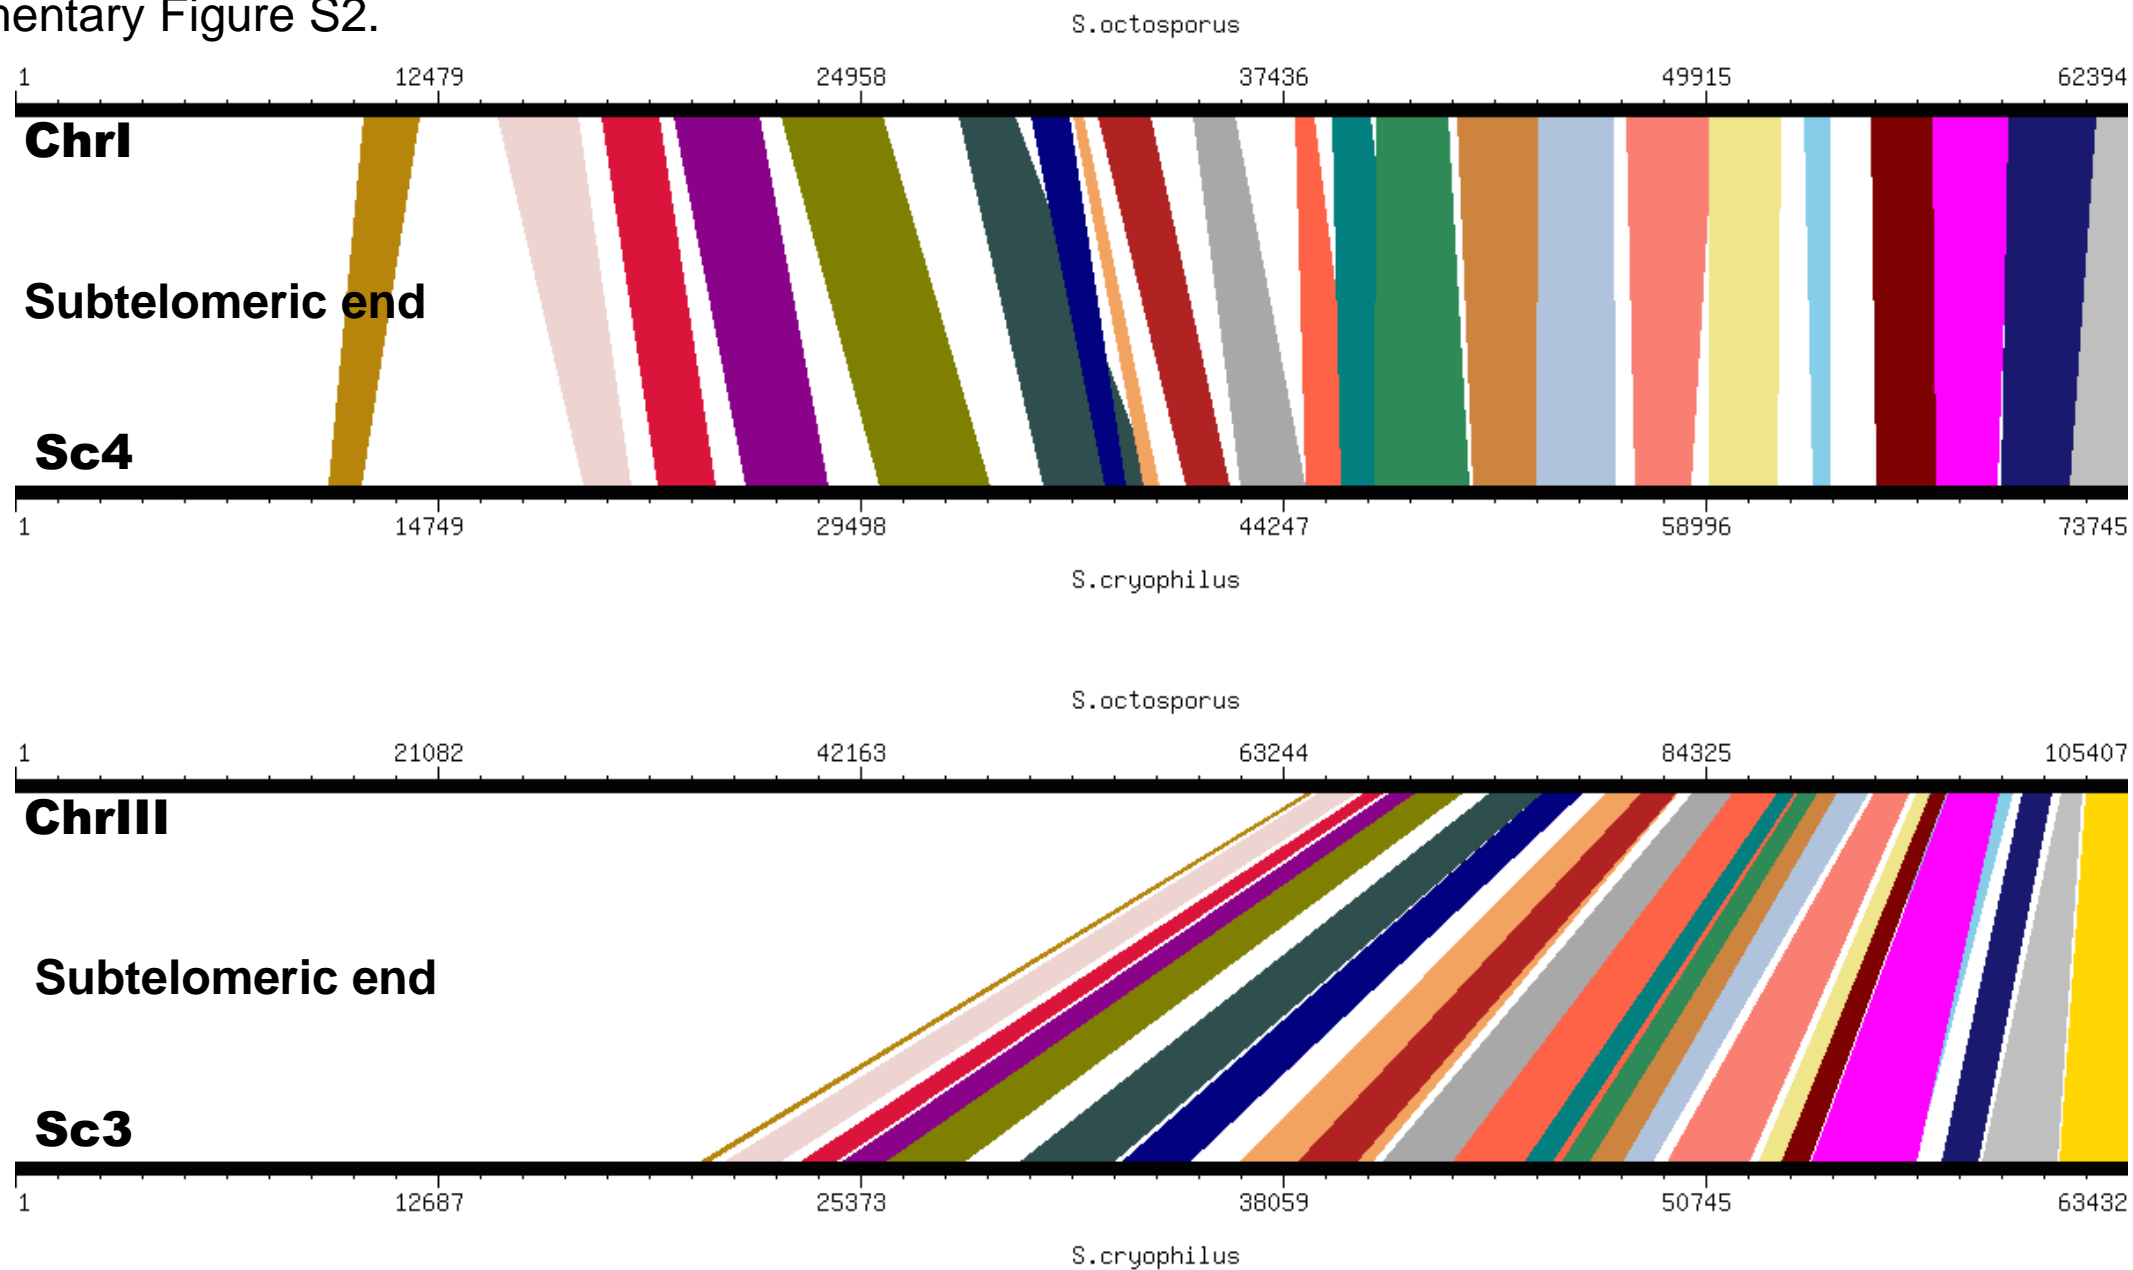 mentary Figure S2.
S.octosporus
1 12479 24958 37436 49915 62394
ChrI
Subtelomeric end
Sc4
1 14749 29498 44247 58996 73745
S.cryophilus
S.octosporus
1 21082 42163 63244 84325 105407
ChrIII
Subtelomeric end
Sc3
1 12687 25373 38059 50745 63432
S.cryophilus